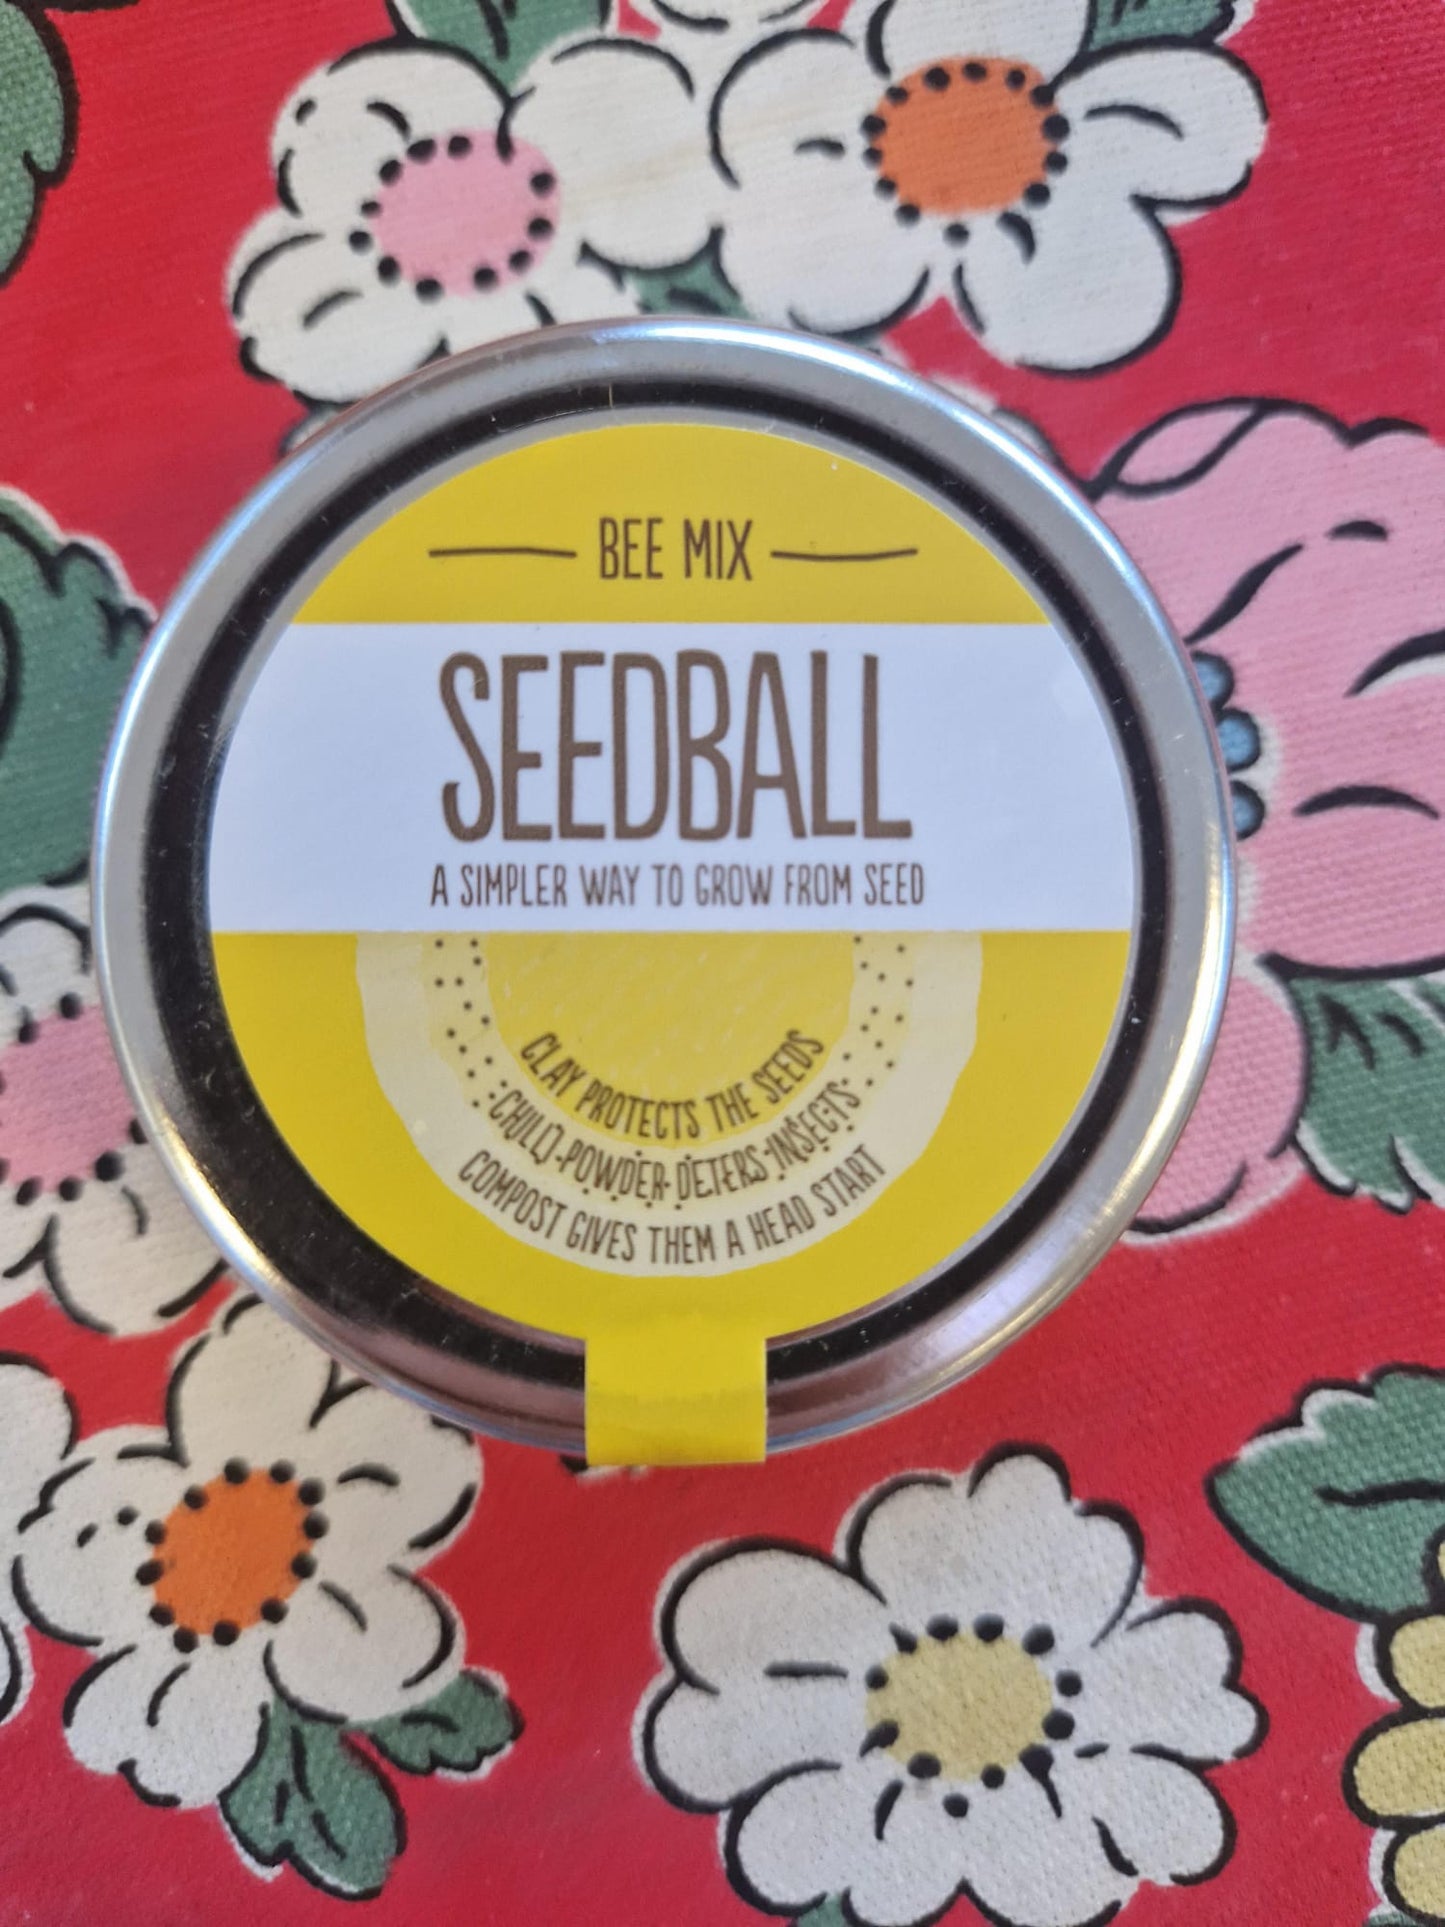 BEE MIX
SEEDBALL
A SIMPLER WAY TO GROW FROM SEED
CLAY PROTECTS THE SEEDS
CHILLI POWDER DETERS INSECTS
COMPOST GIVES THEM A HEAD START